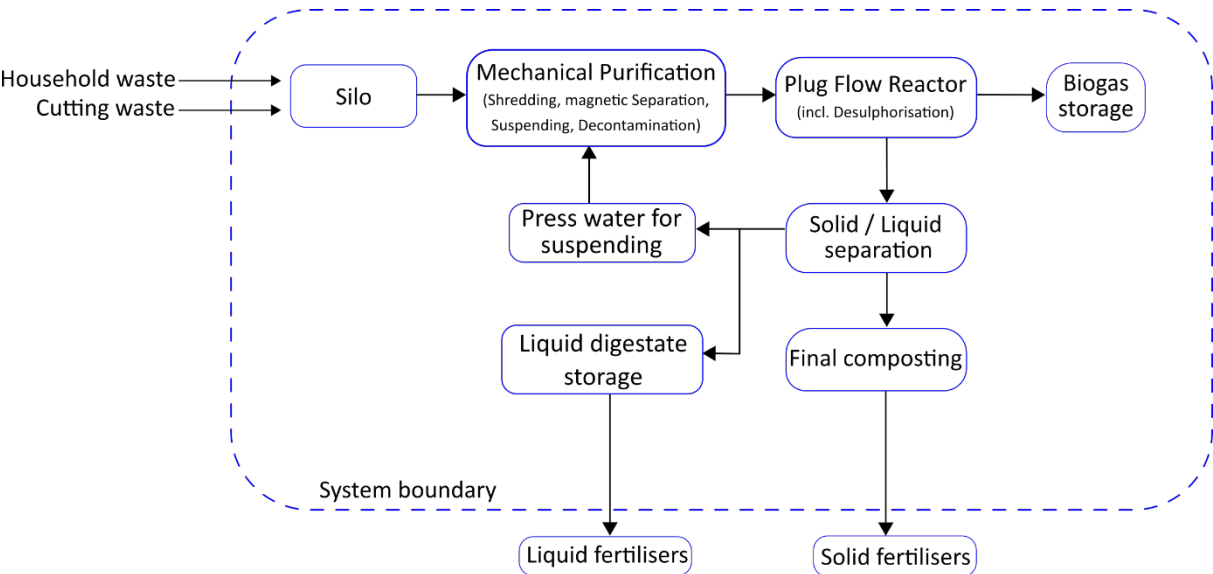 Household waste
Cutting waste
Silo
Mechanical Purification
(Shredding, magnetic Separation,
Suspending, Decontamination)
Plug Flow Reactor
(incl. Desulphorisation)
Biogas
storage
Press water for
suspending
Solid / Liquid
separation
Liquid digestate
storage
Final composting
System boundary
Liquid fertilisers
Solid fertilisers